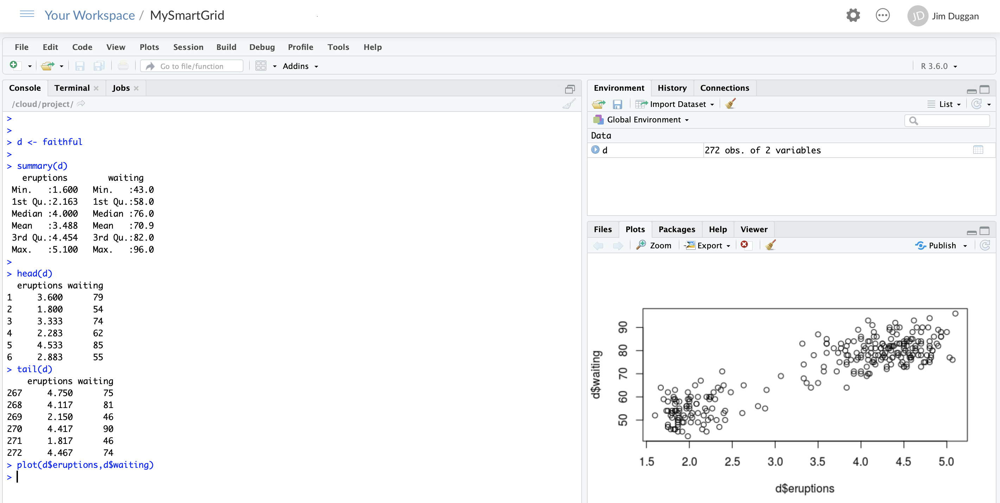 Your Workspace / MySmartGrid
JD Jim Duggan
File Edit Code View Plots Session Build Debug Profile Tools Help
Go to file/function Addins R 3.6.0
Console Terminal Jobs
/cloud/project/
>
>
> d <- faithful
>
> summary(d)
eruptions waiting
Min. :1.600 Min. :43.0
1st Qu.:2.163 1st Qu.:58.0
Median :4.000 Median :76.0
Mean :3.488 Mean :70.9
3rd Qu.:4.454 3rd Qu.:82.0
Max. :5.100 Max. :96.0
>
> head(d)
eruptions waiting
1 3.600 79
2 1.800 54
3 3.333 74
4 2.283 62
5 4.533 85
6 2.883 55
> tail(d)
eruptions waiting
267 4.750 75
268 4.117 81
269 2.150 46
270 4.417 90
271 1.817 46
272 4.467 74
> plot(d$eruptions,d$waiting)
>
Environment History Connections
Import Dataset List
Global Environment
Data
d 272 obs. of 2 variables
Files Plots Packages Help Viewer
Zoom Export Publish
d$waiting
90
80
70
60
50
1.5 2.0 2.5 3.0 3.5 4.0 4.5 5.0
d$eruptions